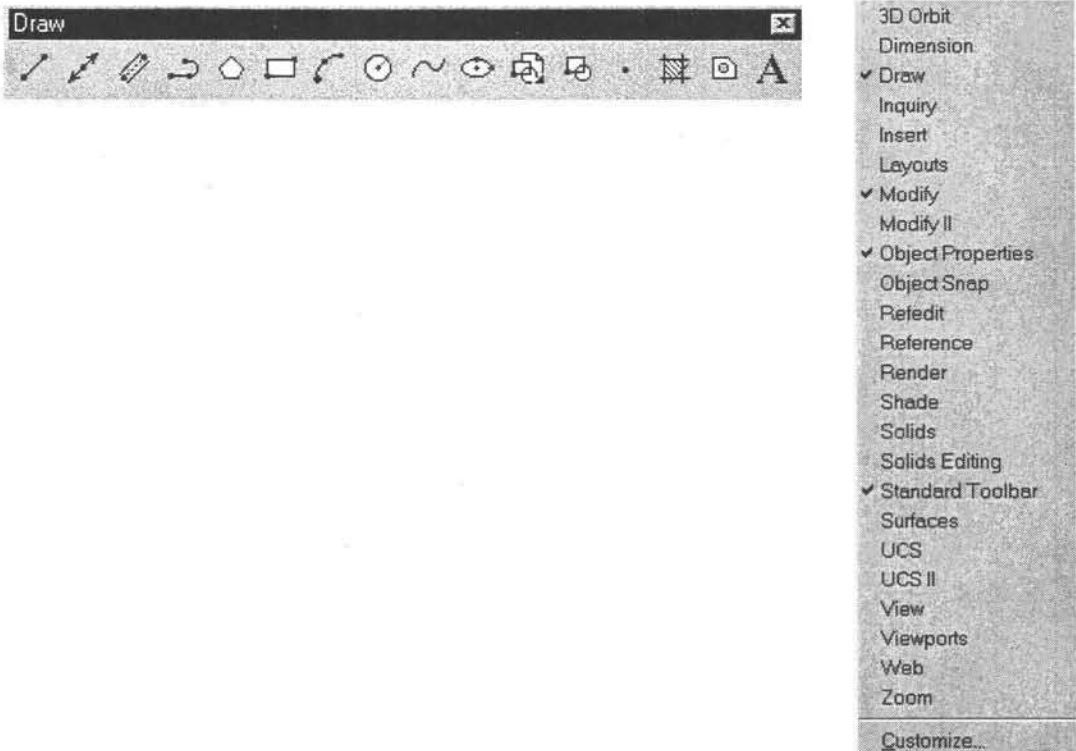 Draw
A
3D Orbit
Dimension
Draw
Inquiry
Insert
Layouts
Modify
Modify II
Object Properties
Object Snap
Refedit
Reference
Render
Shade
Solids
Solids Editing
Standard Toolbar
Surfaces
UCS
UCS II
View
Viewports
Web
Zoom
Customize...